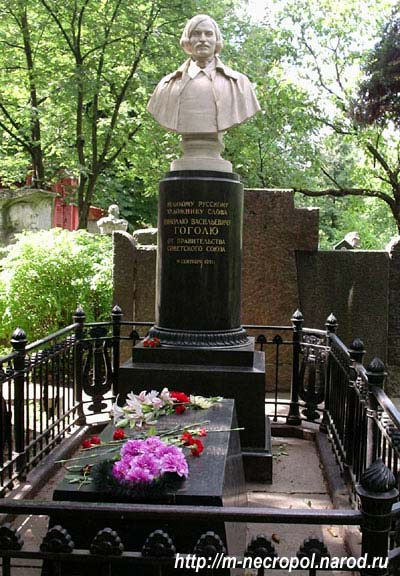 ВЕЛИКОМУ РУССКОМУ
ХУДОЖНИКУ СЛОВА
НИКОЛАЮ ВАСИЛЬЕВИЧУ
ГОГОЛЮ
ОТ ПРАВИТЕЛЬСТВА
СОВЕТСКОГО СОЮЗА
http://m-necropol.narod.ru